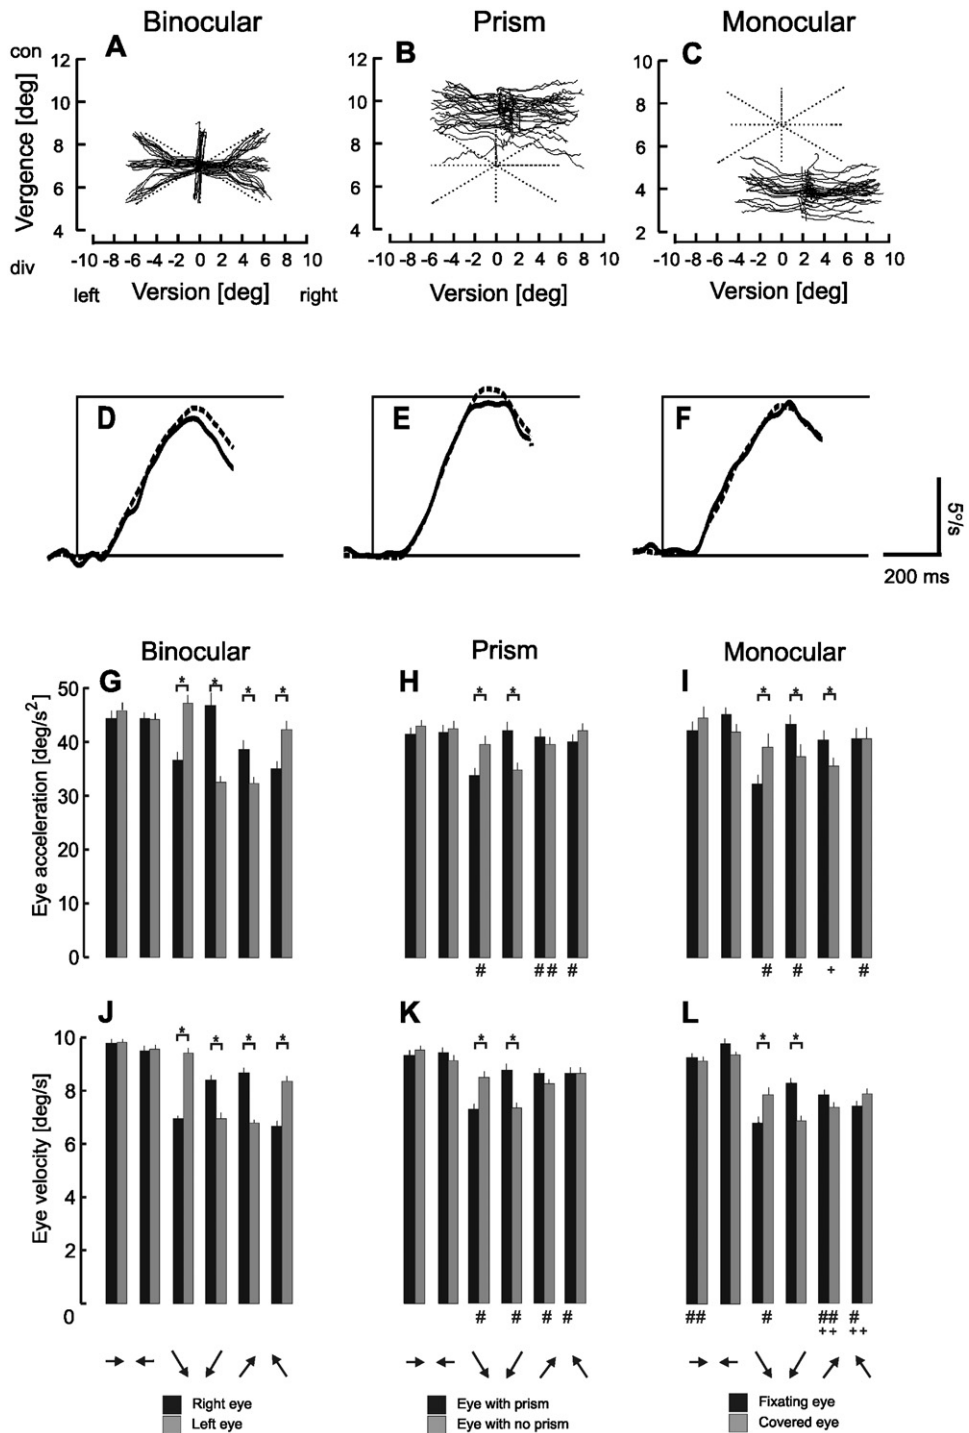 Binocular
Prism
Monocular
A
B
C
con
Vergence [deg]
12
10
8
6
4
12
10
8
6
4
10
8
6
4
2
div
-10 -8 -6 -4 -2 0 2 4 6 8 10
-10 -8 -6 -4 -2 0 2 4 6 8 10
-10 -8 -6 -4 -2 0 2 4 6 8 10
left
Version [deg]
right
Version [deg]
Version [deg]
D
E
F
5°/s
200 ms
Binocular
Prism
Monocular
G
H
I
Eye acceleration [deg/s²]
50
40
30
20
10
0
* * * *
* *
* * *
# ## #
# # + #
J
K
L
Eye velocity [deg/s]
10
8
6
4
2
0
* * * *
* *
* *
# # # #
## # ## #
++ ++
Right eye
Left eye
Eye with prism
Eye with no prism
Fixating eye
Covered eye